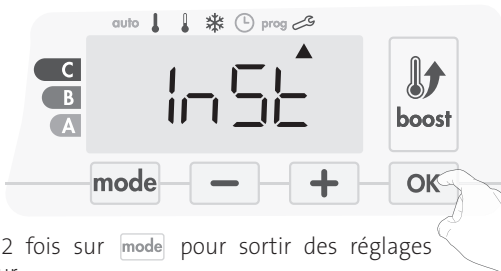 auto prog
C
B
A
InSt
boost
mode - + OK
2 fois sur mode pour sortir des réglages